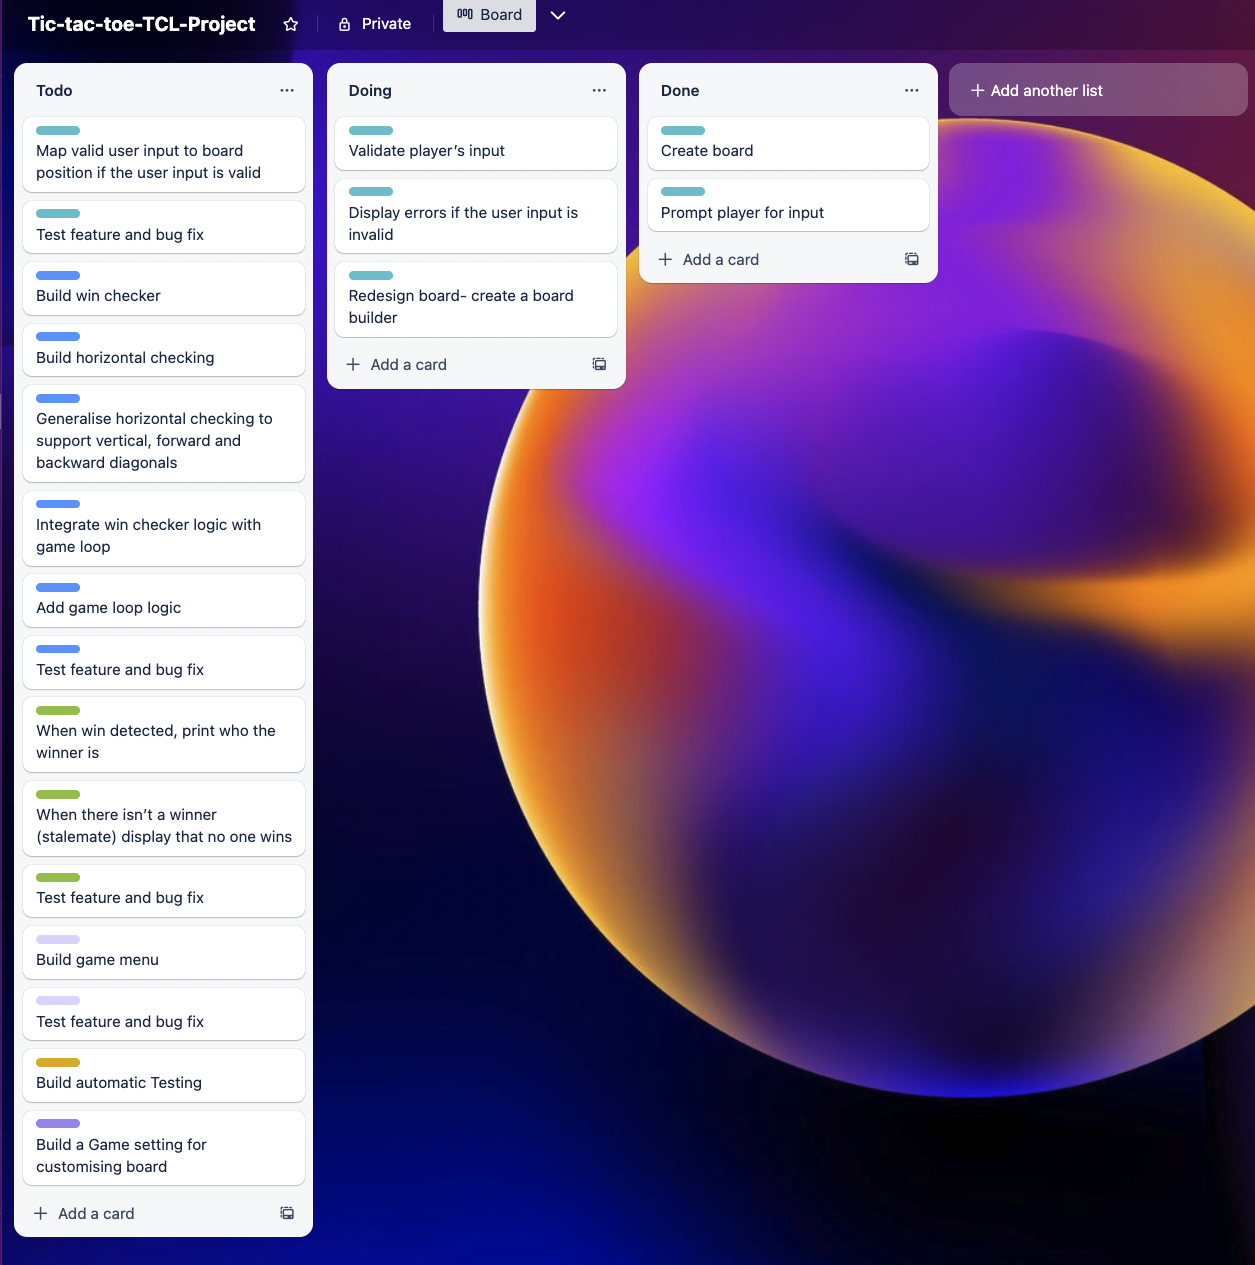 Tic-tac-toe-TCL-Project
Private
Board
Todo
Map valid user input to board
position if the user input is valid
Test feature and bug fix
Build win checker
Build horizontal checking
Generalise horizontal checking to
support vertical, forward and
backward diagonals
Integrate win checker logic with
game loop
Add game loop logic
Test feature and bug fix
When win detected, print who the
winner is
When there isn’t a winner
(stalemate) display that no one wins
Test feature and bug fix
Build game menu
Test feature and bug fix
Build automatic Testing
Build a Game setting for
customising board
+ Add a card
Doing
Validate player’s input
Display errors if the user input is
invalid
Redesign board- create a board
builder
+ Add a card
Done
Create board
Prompt player for input
+ Add a card
+ Add another list